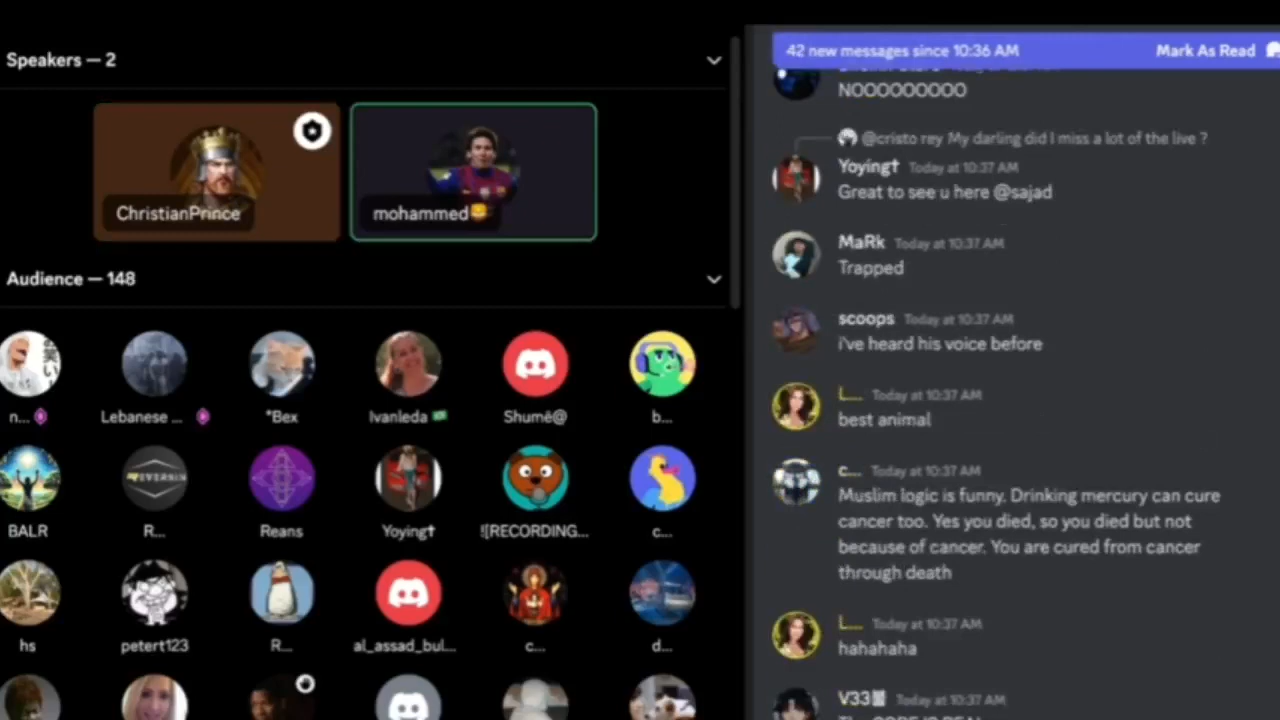 Speakers — 2
ChristianPrince
mohammed
Audience — 148
n...
Lebanese ...
*Bex
Ivanleda
Shumë@
b...
REVERSIN
BALR
R...
Reans
Yoying†
![RECORDING...
c...
hs
petert123
R...
al_assad_bul...
c...
d...
42 new messages since 10:36 AM
Mark As Read
NOOOOOOOOO
@cristo rey My darling did I miss a lot of the live ?
Yoying† Today at 10:37 AM
Great to see u here @sajad
MaRk Today at 10:37 AM
Trapped
scoops Today at 10:37 AM
i've heard his voice before
L... Today at 10:37 AM
best animal
c... Today at 10:37 AM
Muslim logic is funny. Drinking mercury can cure
cancer too. Yes you died, so you died but not
because of cancer. You are cured from cancer
through death
L... Today at 10:37 AM
hahahaha
V33 Today at 10:37 AM